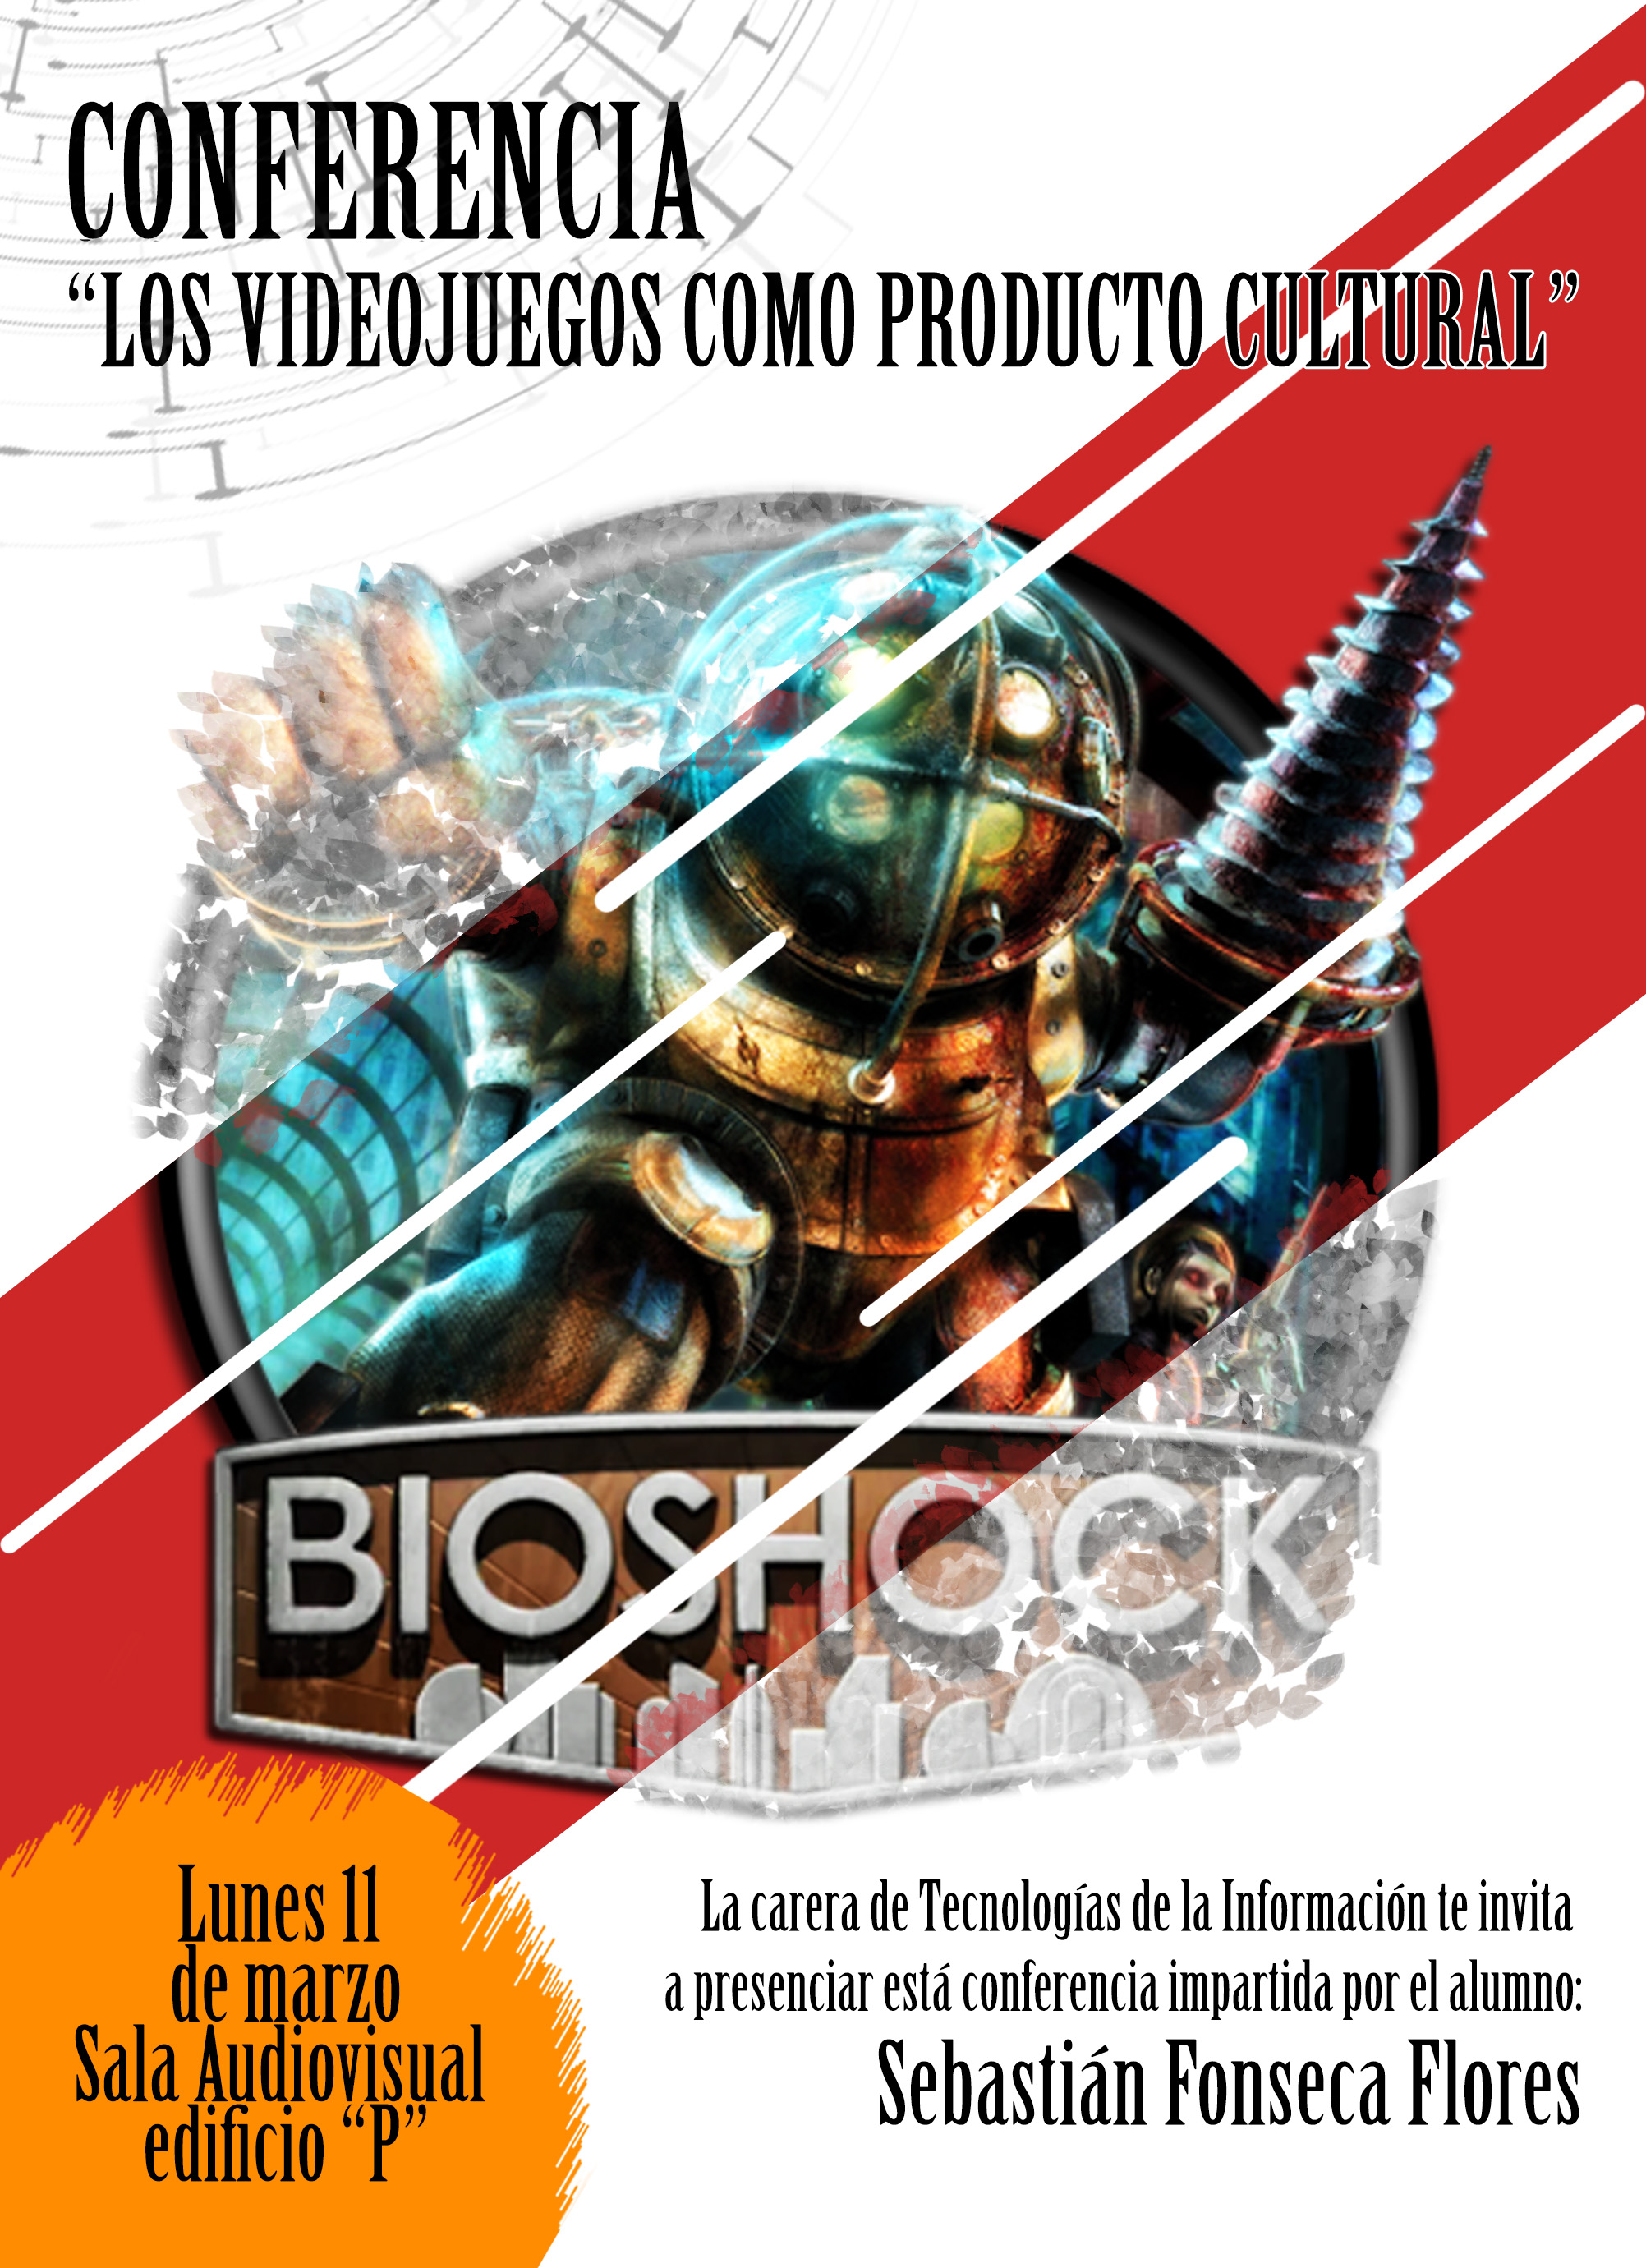 CONFERENCIA
“LOS VIDEOJUEGOS COMO PRODUCTO CULTURAL”
BIOSHOCK
Lunes 11
de marzo
Sala Audiovisual
edificio “P”
La carera de Tecnologías de la Información te invita
a presenciar está conferencia impartida por el alumno:
Sebastián Fonseca Flores